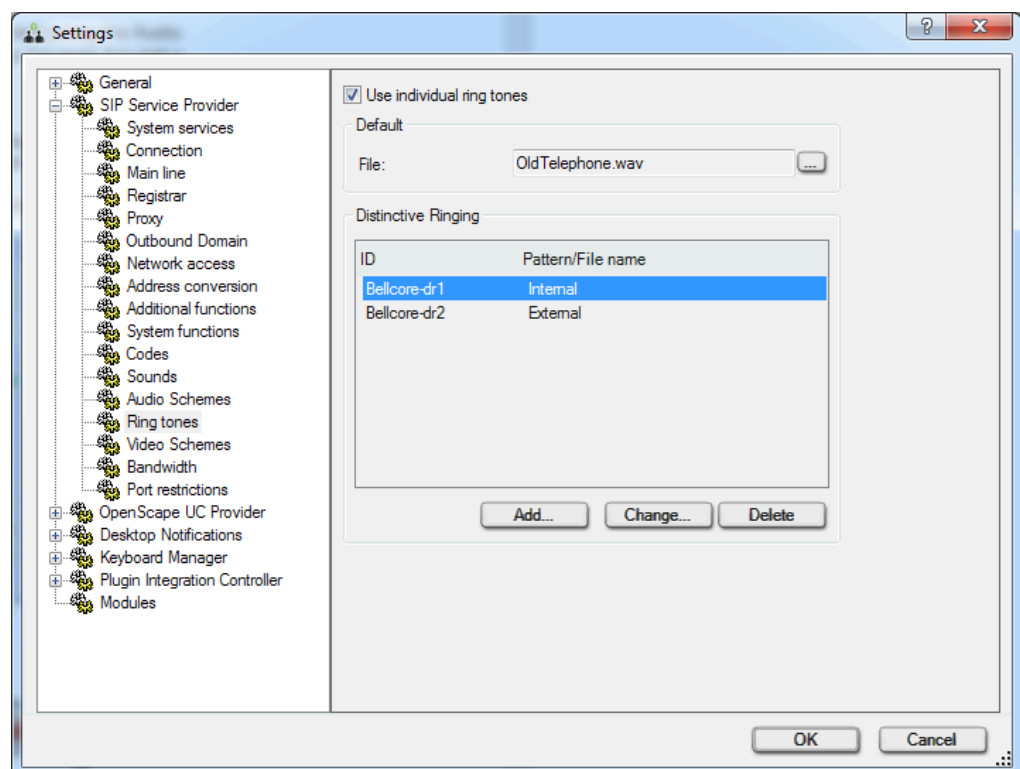 Settings
General
SIP Service Provider
System services
Connection
Main line
Registrar
Proxy
Outbound Domain
Network access
Address conversion
Additional functions
System functions
Codes
Sounds
Audio Schemes
Ring tones
Video Schemes
Bandwidth
Port restrictions
OpenScape UC Provider
Desktop Notifications
Keyboard Manager
Plugin Integration Controller
Modules
Use individual ring tones
Default
File: OldTelephone.wav ...
Distinctive Ringing
ID Pattern/File name
Bellcore-dr1 Internal
Bellcore-dr2 External
Add... Change... Delete
OK Cancel